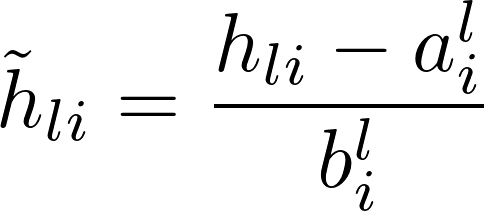 $\tilde{h}_{li} = \frac{h_{li} - a_i^l}{b_i^l}$